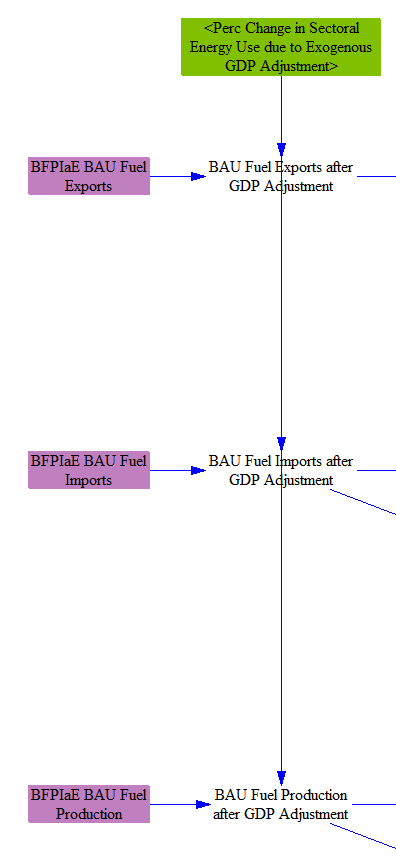 <Perc Change in Sectoral
Energy Use due to Exogenous
GDP Adjustment>
BFPIaE BAU Fuel
Exports
BAU Fuel Exports after
GDP Adjustment
BFPIaE BAU Fuel
Imports
BAU Fuel Imports after
GDP Adjustment
BFPIaE BAU Fuel
Production
BAU Fuel Production
after GDP Adjustment